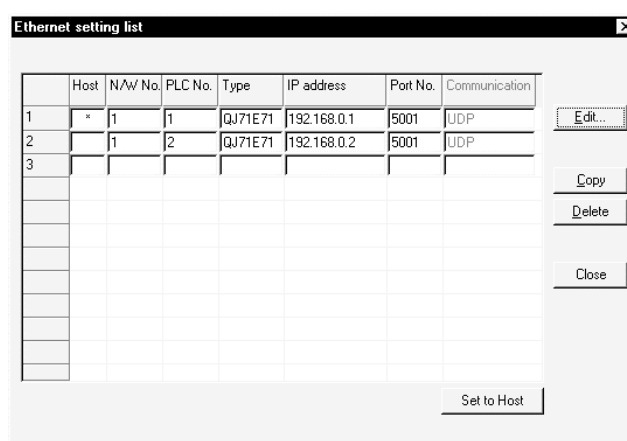 Ethernet setting list
Host N/W No. PLC No. Type IP address Port No. Communication
1 * 1 1 QJ71E71 192.168.0.1 5001 UDP
2 1 2 QJ71E71 192.168.0.2 5001 UDP
3
Edit...
Copy
Delete
Close
Set to Host